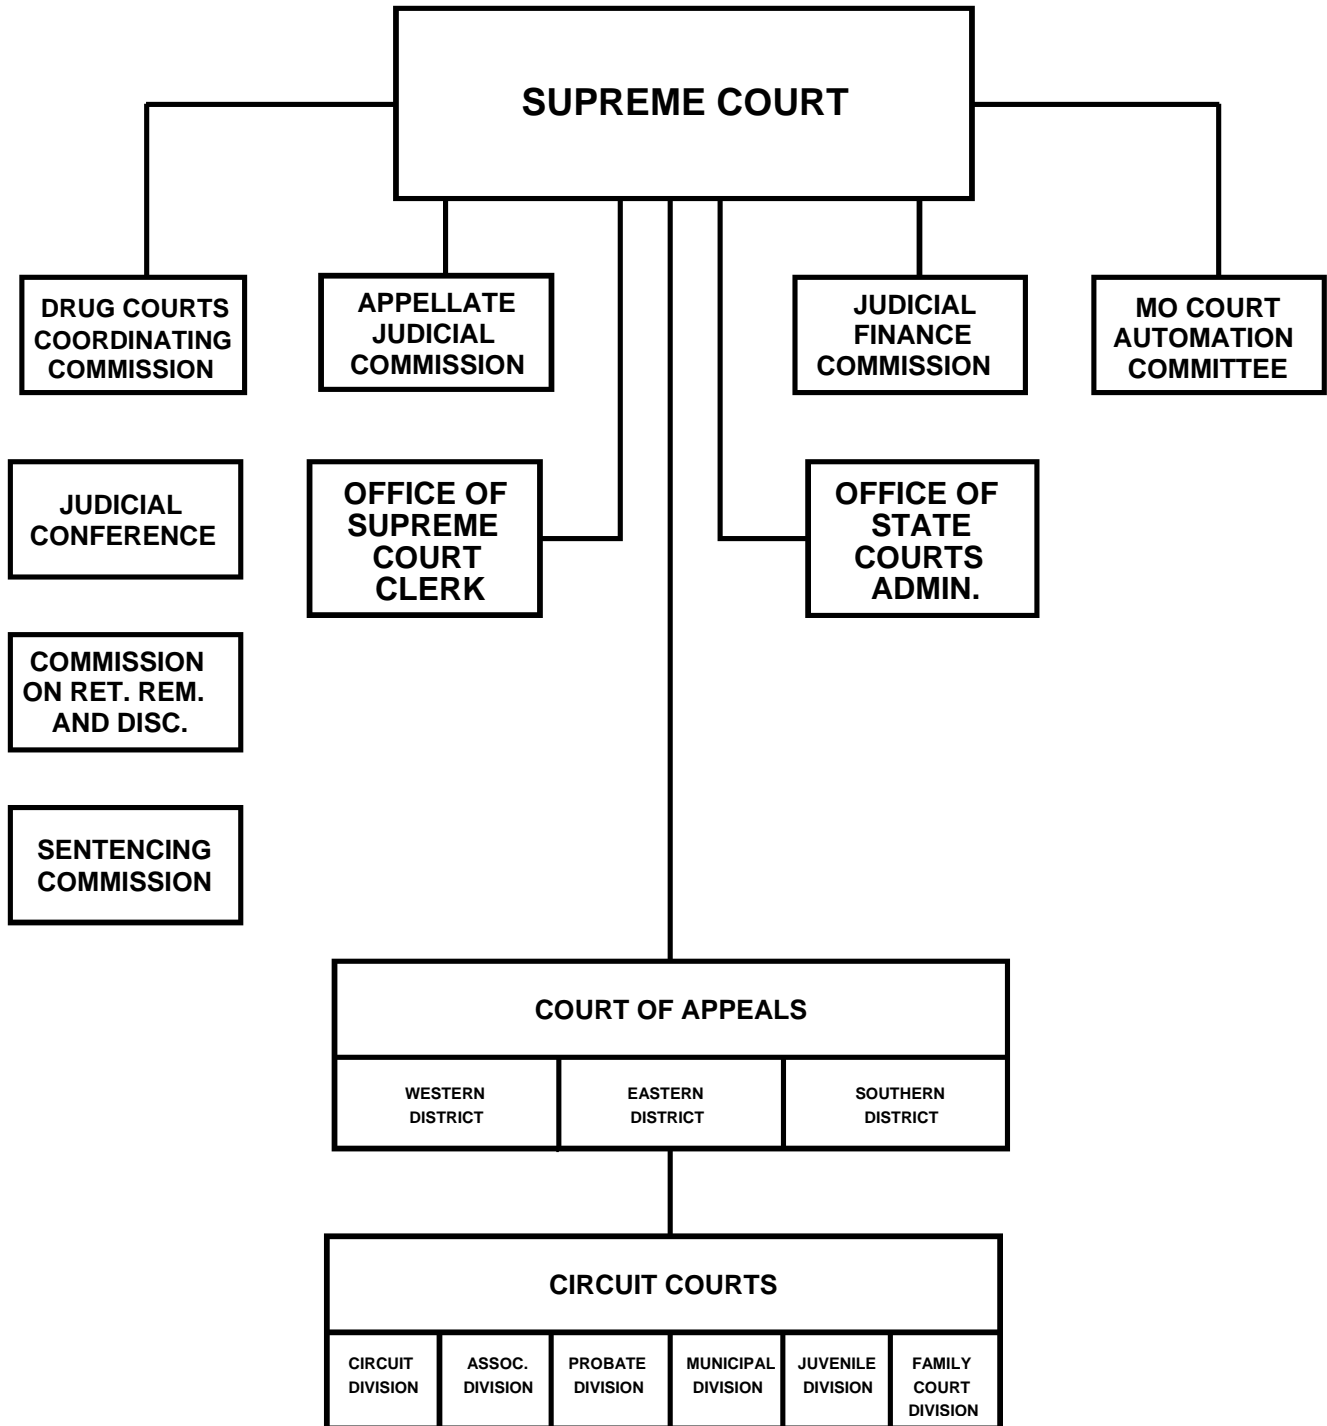 SUPREME COURT
DRUG COURTS
COORDINATING
COMMISSION
APPELLATE
JUDICIAL
COMMISSION
JUDICIAL
FINANCE
COMMISSION
MO COURT
AUTOMATION
COMMITTEE
JUDICIAL
CONFERENCE
OFFICE OF
SUPREME
COURT
CLERK
OFFICE OF
STATE
COURTS
ADMIN.
COMMISSION
ON RET. REM.
AND DISC.
SENTENCING
COMMISSION
COURT OF APPEALS
WESTERN
DISTRICT
EASTERN
DISTRICT
SOUTHERN
DISTRICT
CIRCUIT COURTS
CIRCUIT
DIVISION
ASSOC.
DIVISION
PROBATE
DIVISION
MUNICIPAL
DIVISION
JUVENILE
DIVISION
FAMILY
COURT
DIVISION